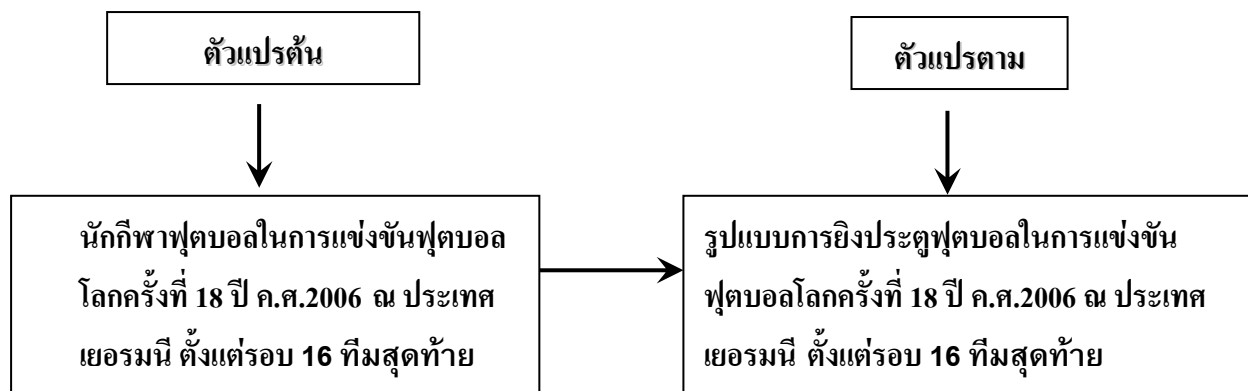 ตัวแปรต้น
ตัวแปรตาม
นักกีฬาฟุตบอลในการแข่งขันฟุตบอล
โลกครั้งที่ 18 ปี ค.ศ.2006 ณ ประเทศ
เยอรมนี ตั้งแต่รอบ 16 ทีมสุดท้าย
รูปแบบการยิงประตูฟุตบอลในการแข่งขัน
ฟุตบอลโลกครั้งที่ 18 ปี ค.ศ.2006 ณ ประเทศ
เยอรมนี ตั้งแต่รอบ 16 ทีมสุดท้าย